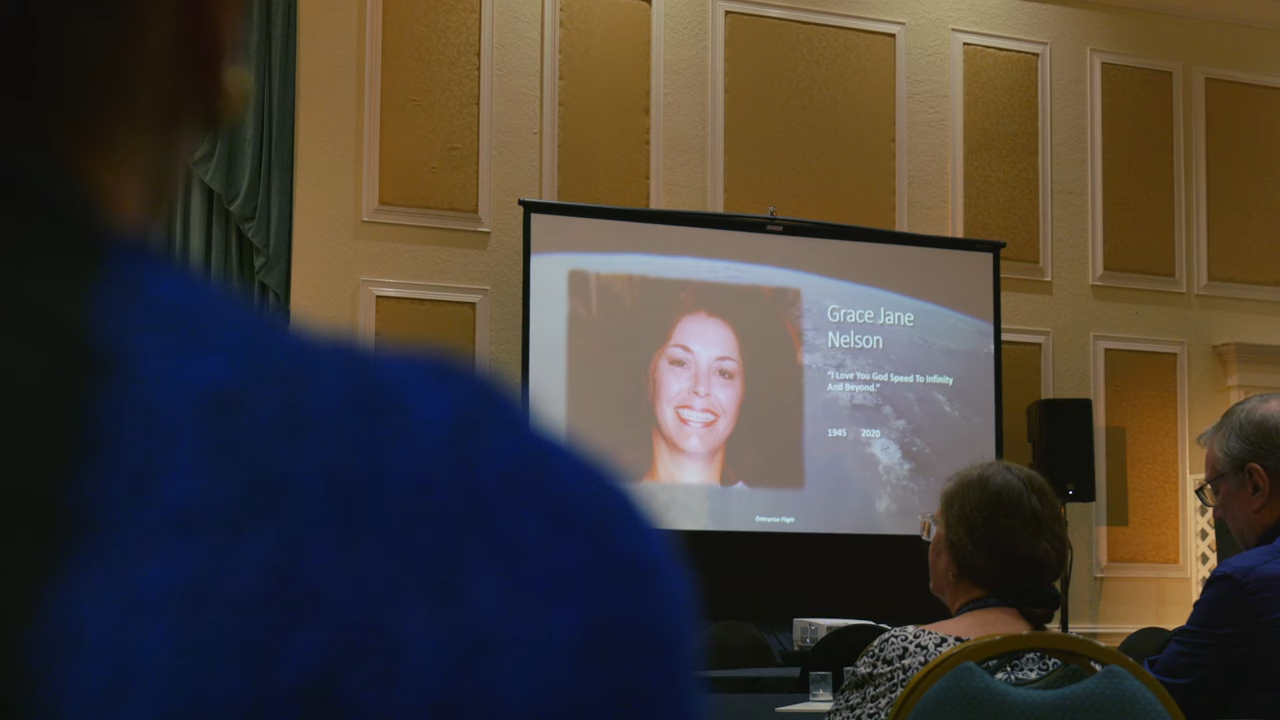 Grace Jane
Nelson
"I Love You God Speed To Infinity
And Beyond."
1945 2020
Enterprise Flight